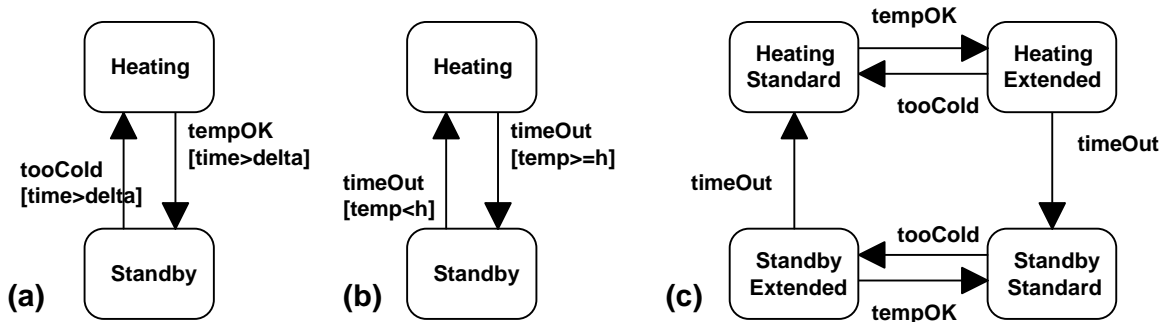 Heating
tempOK
[time>delta]
tooCold
[time>delta]
Standby
(a)
Heating
timeOut
[temp>=h]
timeOut
[temp<h]
Standby
(b)
tempOK
Heating
Standard
Heating
Extended
tooCold
timeOut
timeOut
tooCold
Standby
Extended
Standby
Standard
tempOK
(c)